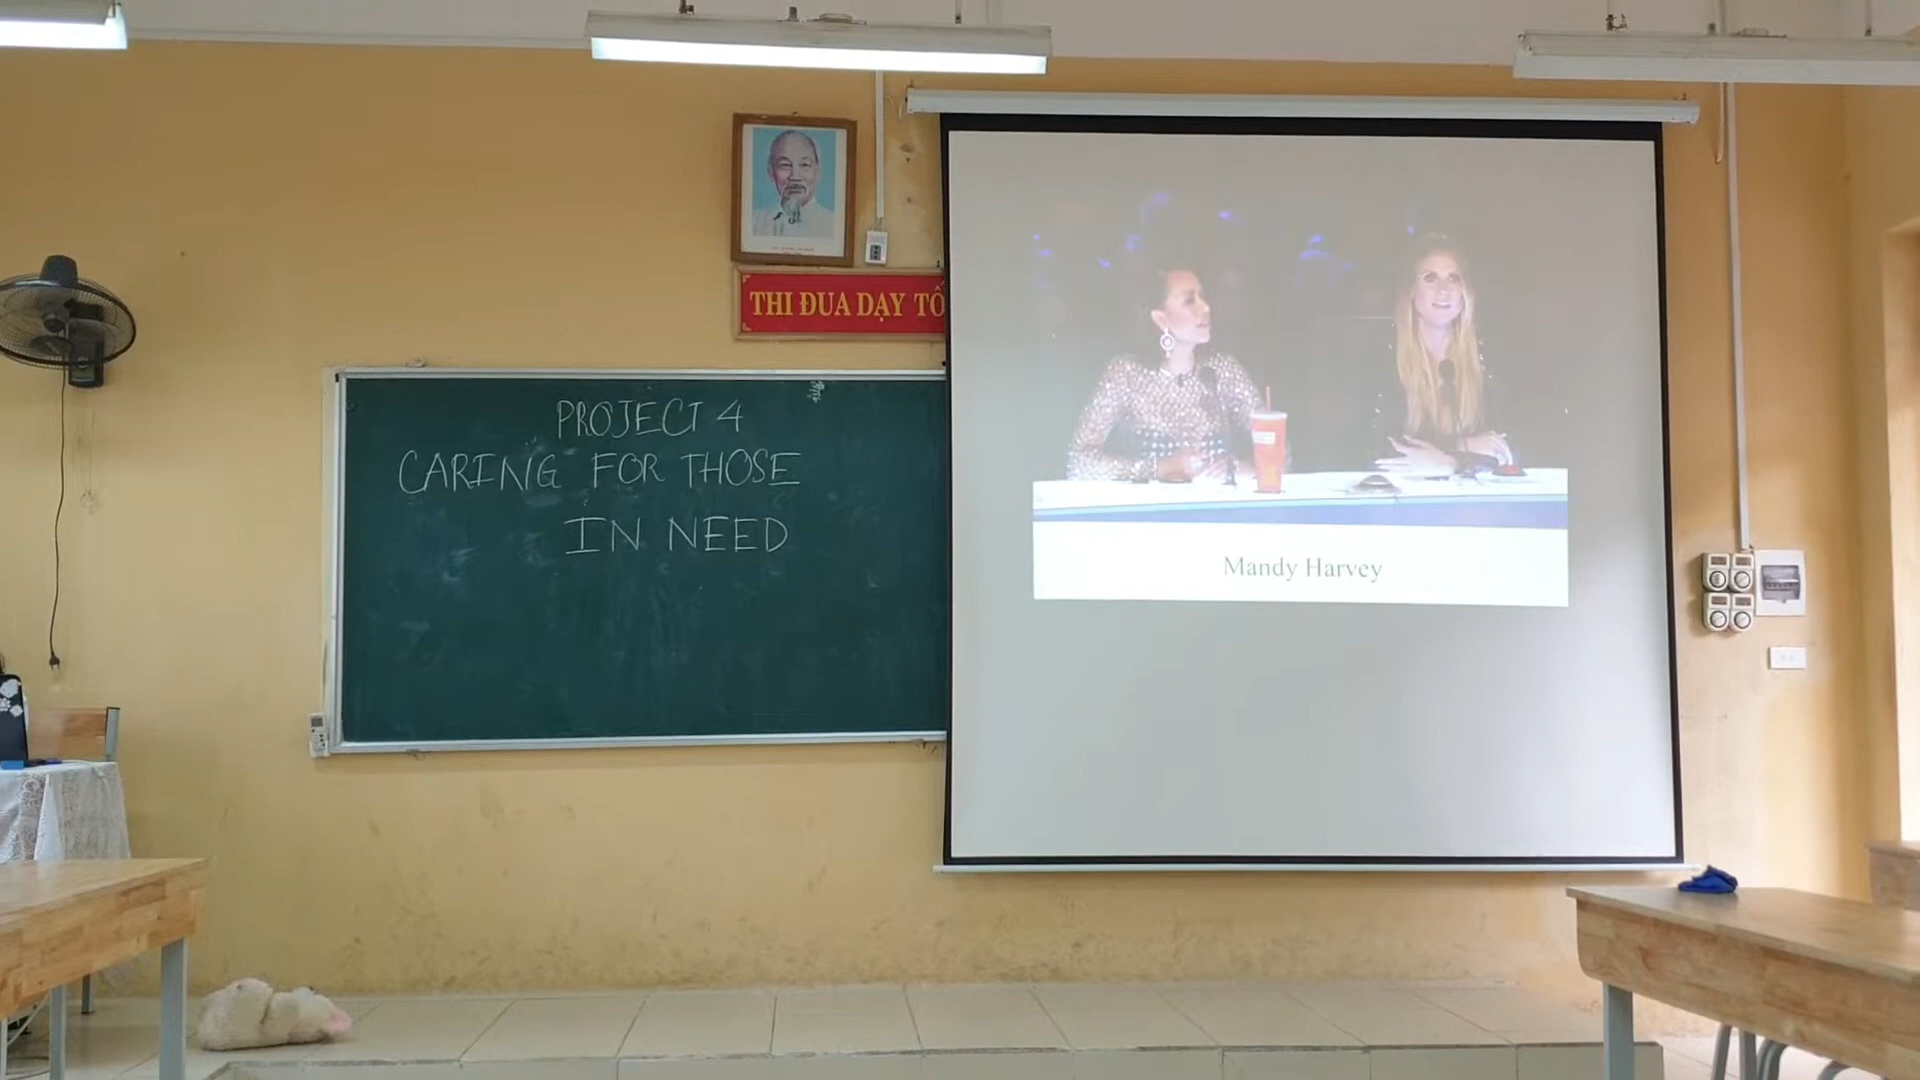 THI ĐUA DẠY TỐ
PROJECT 4
CARING FOR THOSE
IN NEED
Mandy Harvey